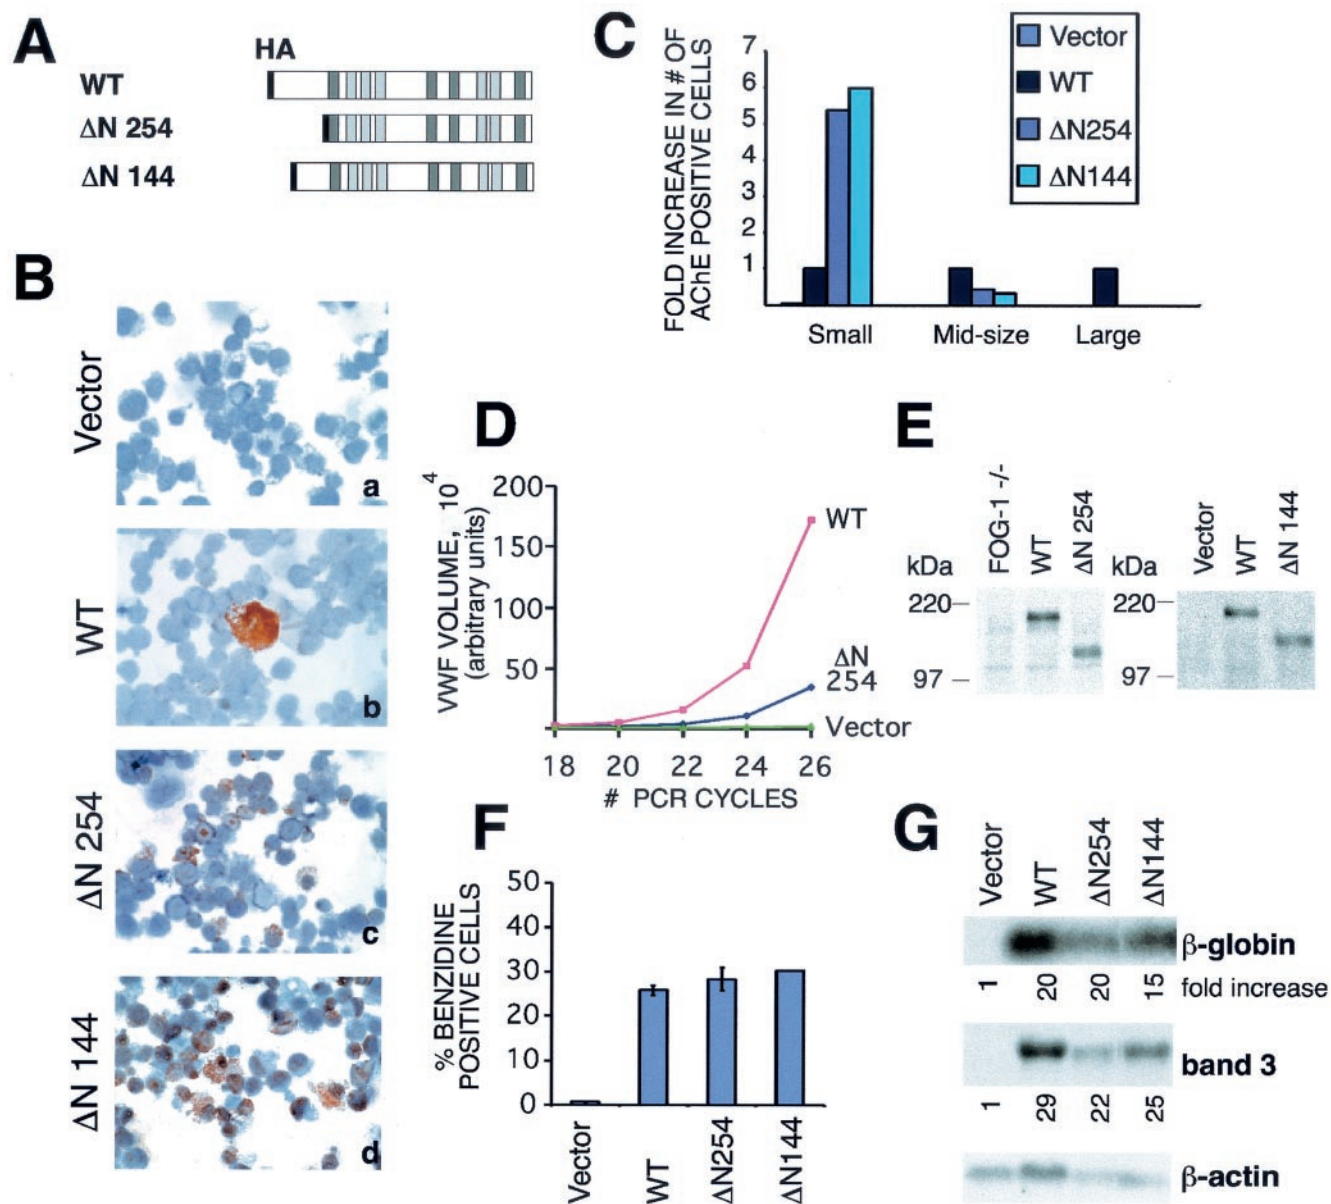 A
HA
WT
ΔN 254
ΔN 144
B
Vector
a
WT
b
ΔN 254
c
ΔN 144
d
C
FOLD INCREASE IN # OF
AChE POSITIVE CELLS
7
6
5
4
3
2
1
Small
Mid-size
Large
Vector
WT
ΔN254
ΔN144
D
VWF VOLUME, 10⁴
(arbitrary units)
200
150
100
50
18 20 22 24 26
# PCR CYCLES
WT
ΔN
254
Vector
E
FOG-1 -/-
WT
ΔN 254
kDa
220
97
Vector
WT
ΔN 144
kDa
220
97
F
% BENZIDINE
POSITIVE CELLS
50
40
30
20
10
0
Vector
WT
ΔN254
ΔN144
G
Vector
WT
ΔN254
ΔN144
β-globin
1 20 20 15 fold increase
band 3
1 29 22 25
β-actin